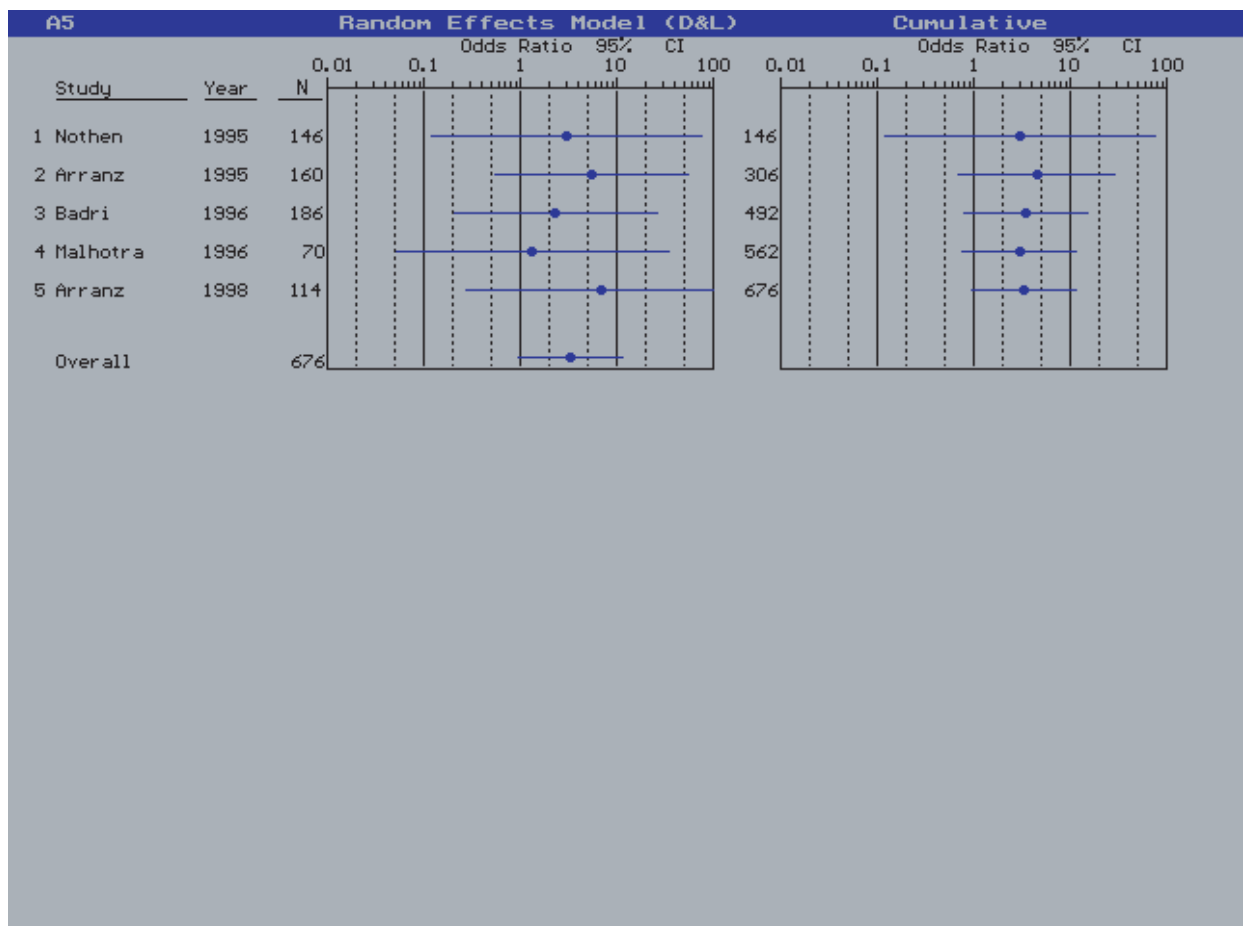 A5 Random Effects Model (D&L) Cumulative
Odds Ratio 95% CI Odds Ratio 95% CI
0.01 0.1 1 10 100 0.01 0.1 1 10 100
Study Year N
1 Nothen 1995 146 146
2 Arranz 1995 160 306
3 Badri 1996 186 492
4 Malhotra 1996 70 562
5 Arranz 1998 114 676
Overall 676